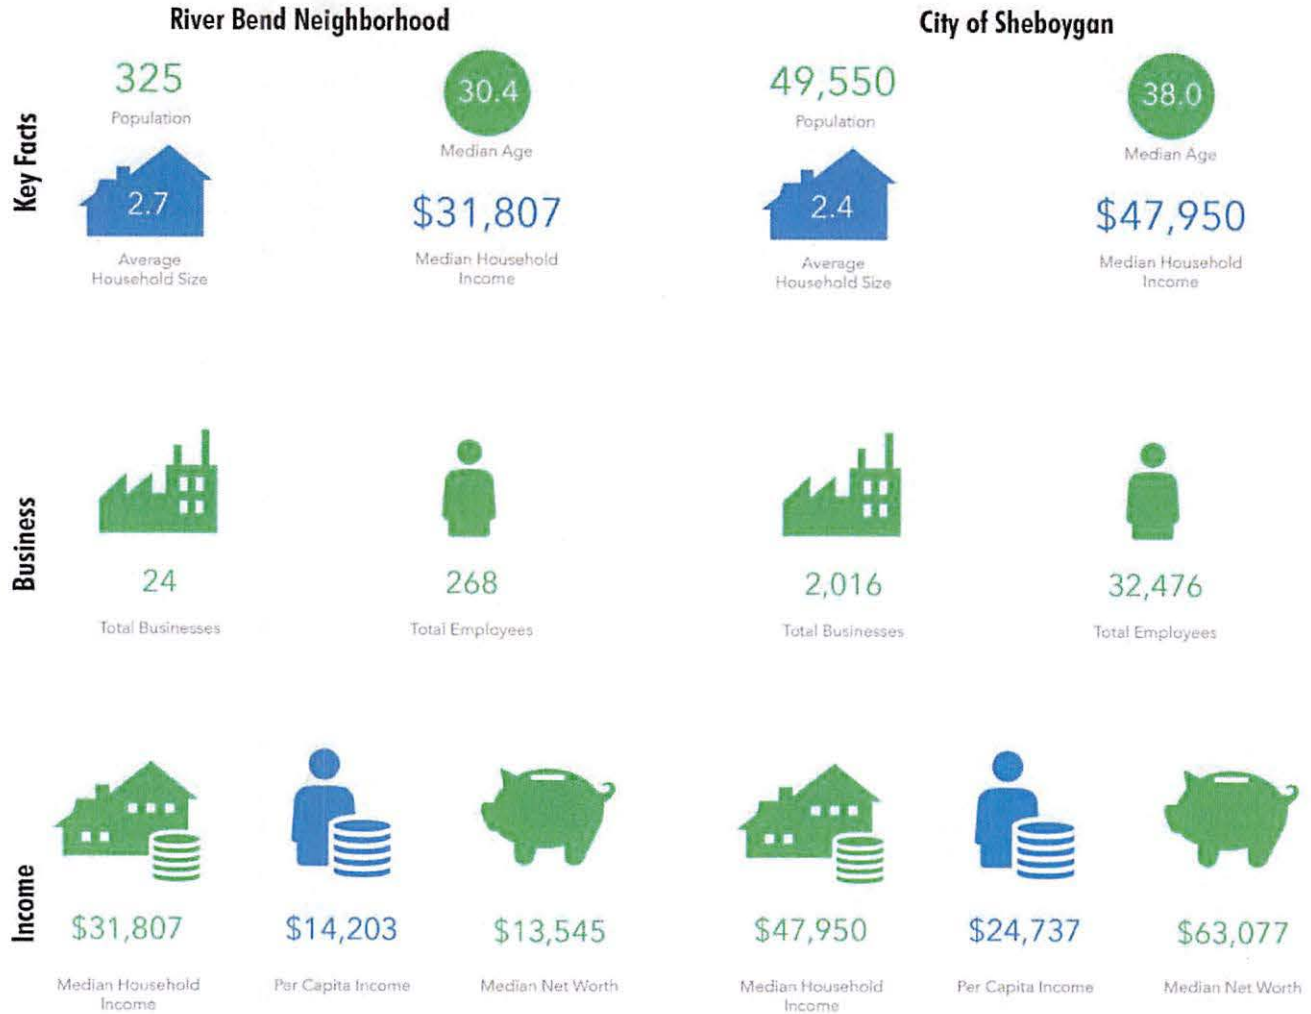 River Bend Neighborhood
City of Sheboygan
Key Facts
325
Population
30.4
Median Age
2.7
Average
Household Size
$31,807
Median Household
Income
49,550
Population
38.0
Median Age
2.4
Average
Household Size
$47,950
Median Household
Income
Business
24
Total Businesses
268
Total Employees
2,016
Total Businesses
32,476
Total Employees
Income
$31,807
Median Household
Income
$14,203
Per Capita Income
$13,545
Median Net Worth
$47,950
Median Household
Income
$24,737
Per Capita Income
$63,077
Median Net Worth